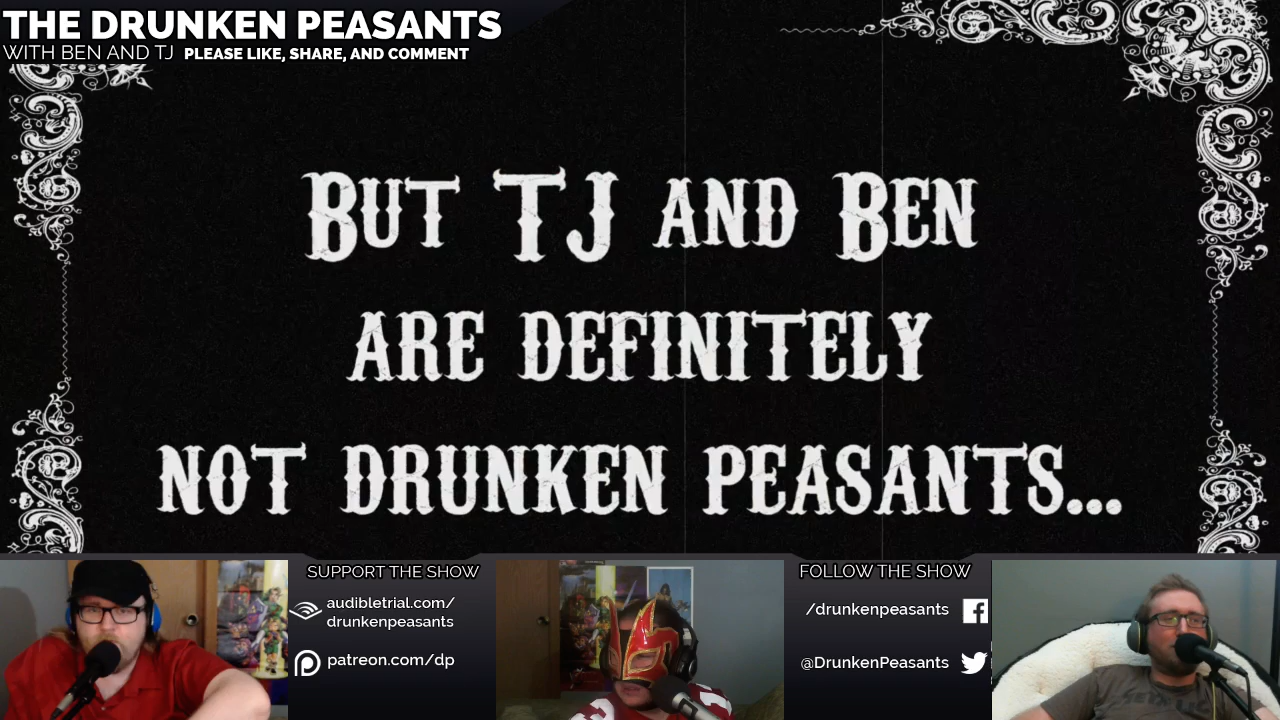 THE DRUNKEN PEASANTS
WITH BEN AND TJ PLEASE LIKE, SHARE, AND COMMENT
BUT TJ AND BEN
ARE DEFINITELY
NOT DRUNKEN PEASANTS...
SUPPORT THE SHOW
audibletrial.com/
drunkenpeasants
patreon.com/dp
FOLLOW THE SHOW
/drunkenpeasants
@DrunkenPeasants